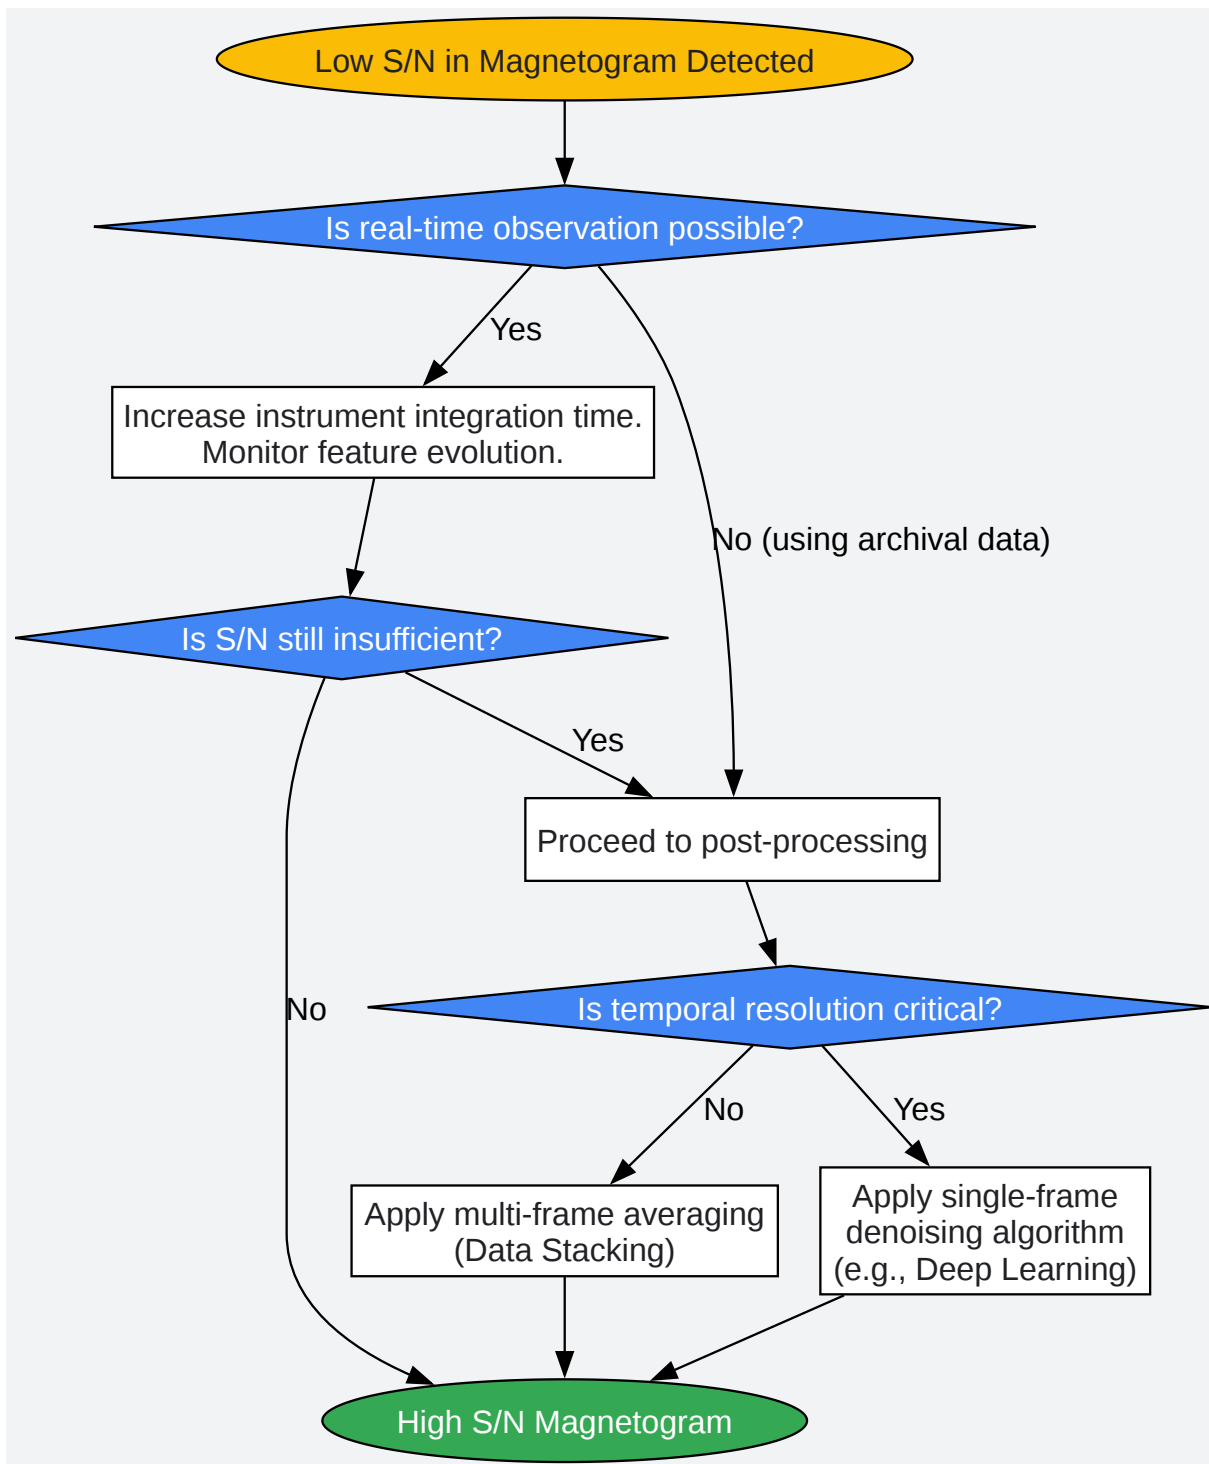 Low S/N in Magnetogram Detected
Is real-time observation possible?
Yes
Increase instrument integration time.
Monitor feature evolution.
No (using archival data)
Is S/N still insufficient?
Yes
Proceed to post-processing
No
Is temporal resolution critical?
No
Yes
Apply multi-frame averaging
(Data Stacking)
Apply single-frame
denoising algorithm
(e.g., Deep Learning)
High S/N Magnetogram